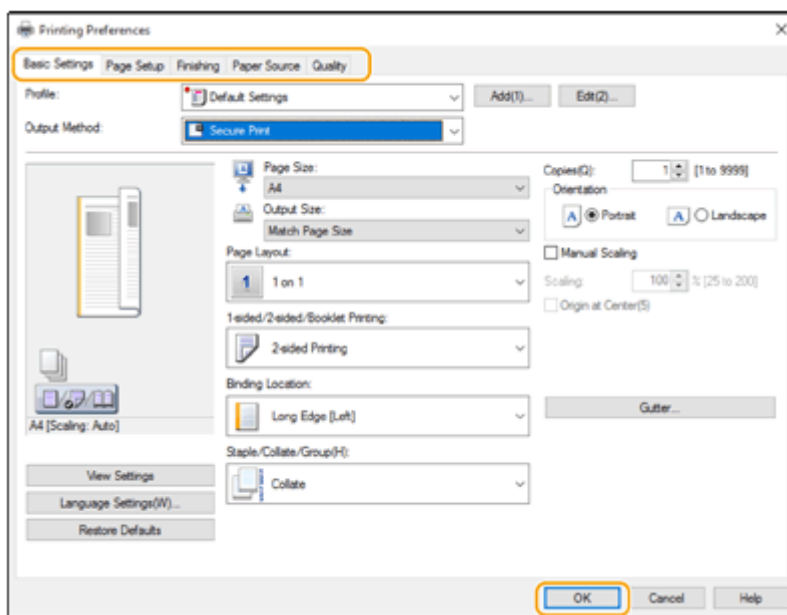 Printing Preferences
Basic Settings Page Setup Finishing Paper Source Quality
Profile: Default Settings Add(1)... Edit(2)...
Output Method: Secure Print
Page Size:
A4
Output Size:
Match Page Size
Page Layout:
1 1 on 1
1-sided/2-sided/Booklet Printing:
2-sided Printing
Binding Location:
Long Edge [Left]
Staple/Collate/Group(H):
Collate
Copies(Q): 1 [1 to 9999]
Orientation
A Portrait A Landscape
Manual Scaling
Scaling: 100 % [25 to 200]
Origin at Center(5)
Gutter...
A4 [Scaling: Auto]
View Settings
Language Settings(W)...
Restore Defaults
OK Cancel Help